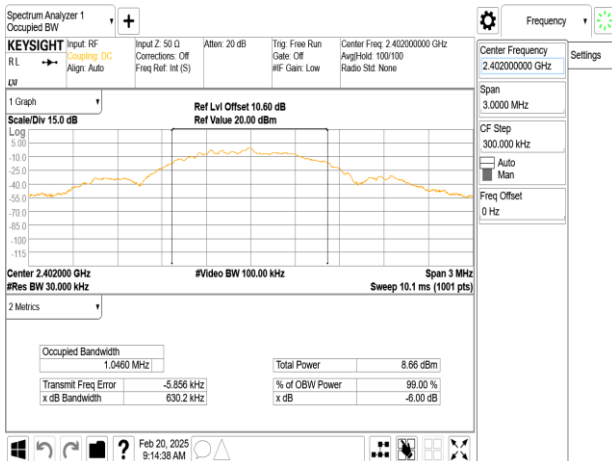 Spectrum Analyzer 1
Occupied BW
KEYSIGHT
RL
Input: RF
Coupling: DC
Align: Auto
Input Z: 50 Ω
Corrections: Off
Freq Ref: Int (S)
Atten: 20 dB
Trig: Free Run
Gate: Off
#IF Gain: Low
Center Freq: 2.402000000 GHz
Avg|Hold: 100/100
Radio Std: None
1 Graph
Scale/Div 15.0 dB
Ref Lvl Offset 10.60 dB
Ref Value 20.00 dBm
Log
5.00
-10.0
-25.0
-40.0
-55.0
-70.0
-85.0
-100
-115
Center 2.402000 GHz
#Video BW 100.00 kHz
Span 3 MHz
#Res BW 30.000 kHz
Sweep 10.1 ms (1001 pts)
2 Metrics
Occupied Bandwidth
1.0460 MHz
Total Power 8.66 dBm
Transmit Freq Error -5.856 kHz
% of OBW Power 99.00 %
x dB Bandwidth 630.2 kHz
x dB -6.00 dB
Feb 20, 2025
9:14:38 AM
Frequency
Center Frequency
2.402000000 GHz
Settings
Span
3.0000 MHz
CF Step
300.000 kHz
Auto
Man
Freq Offset
0 Hz